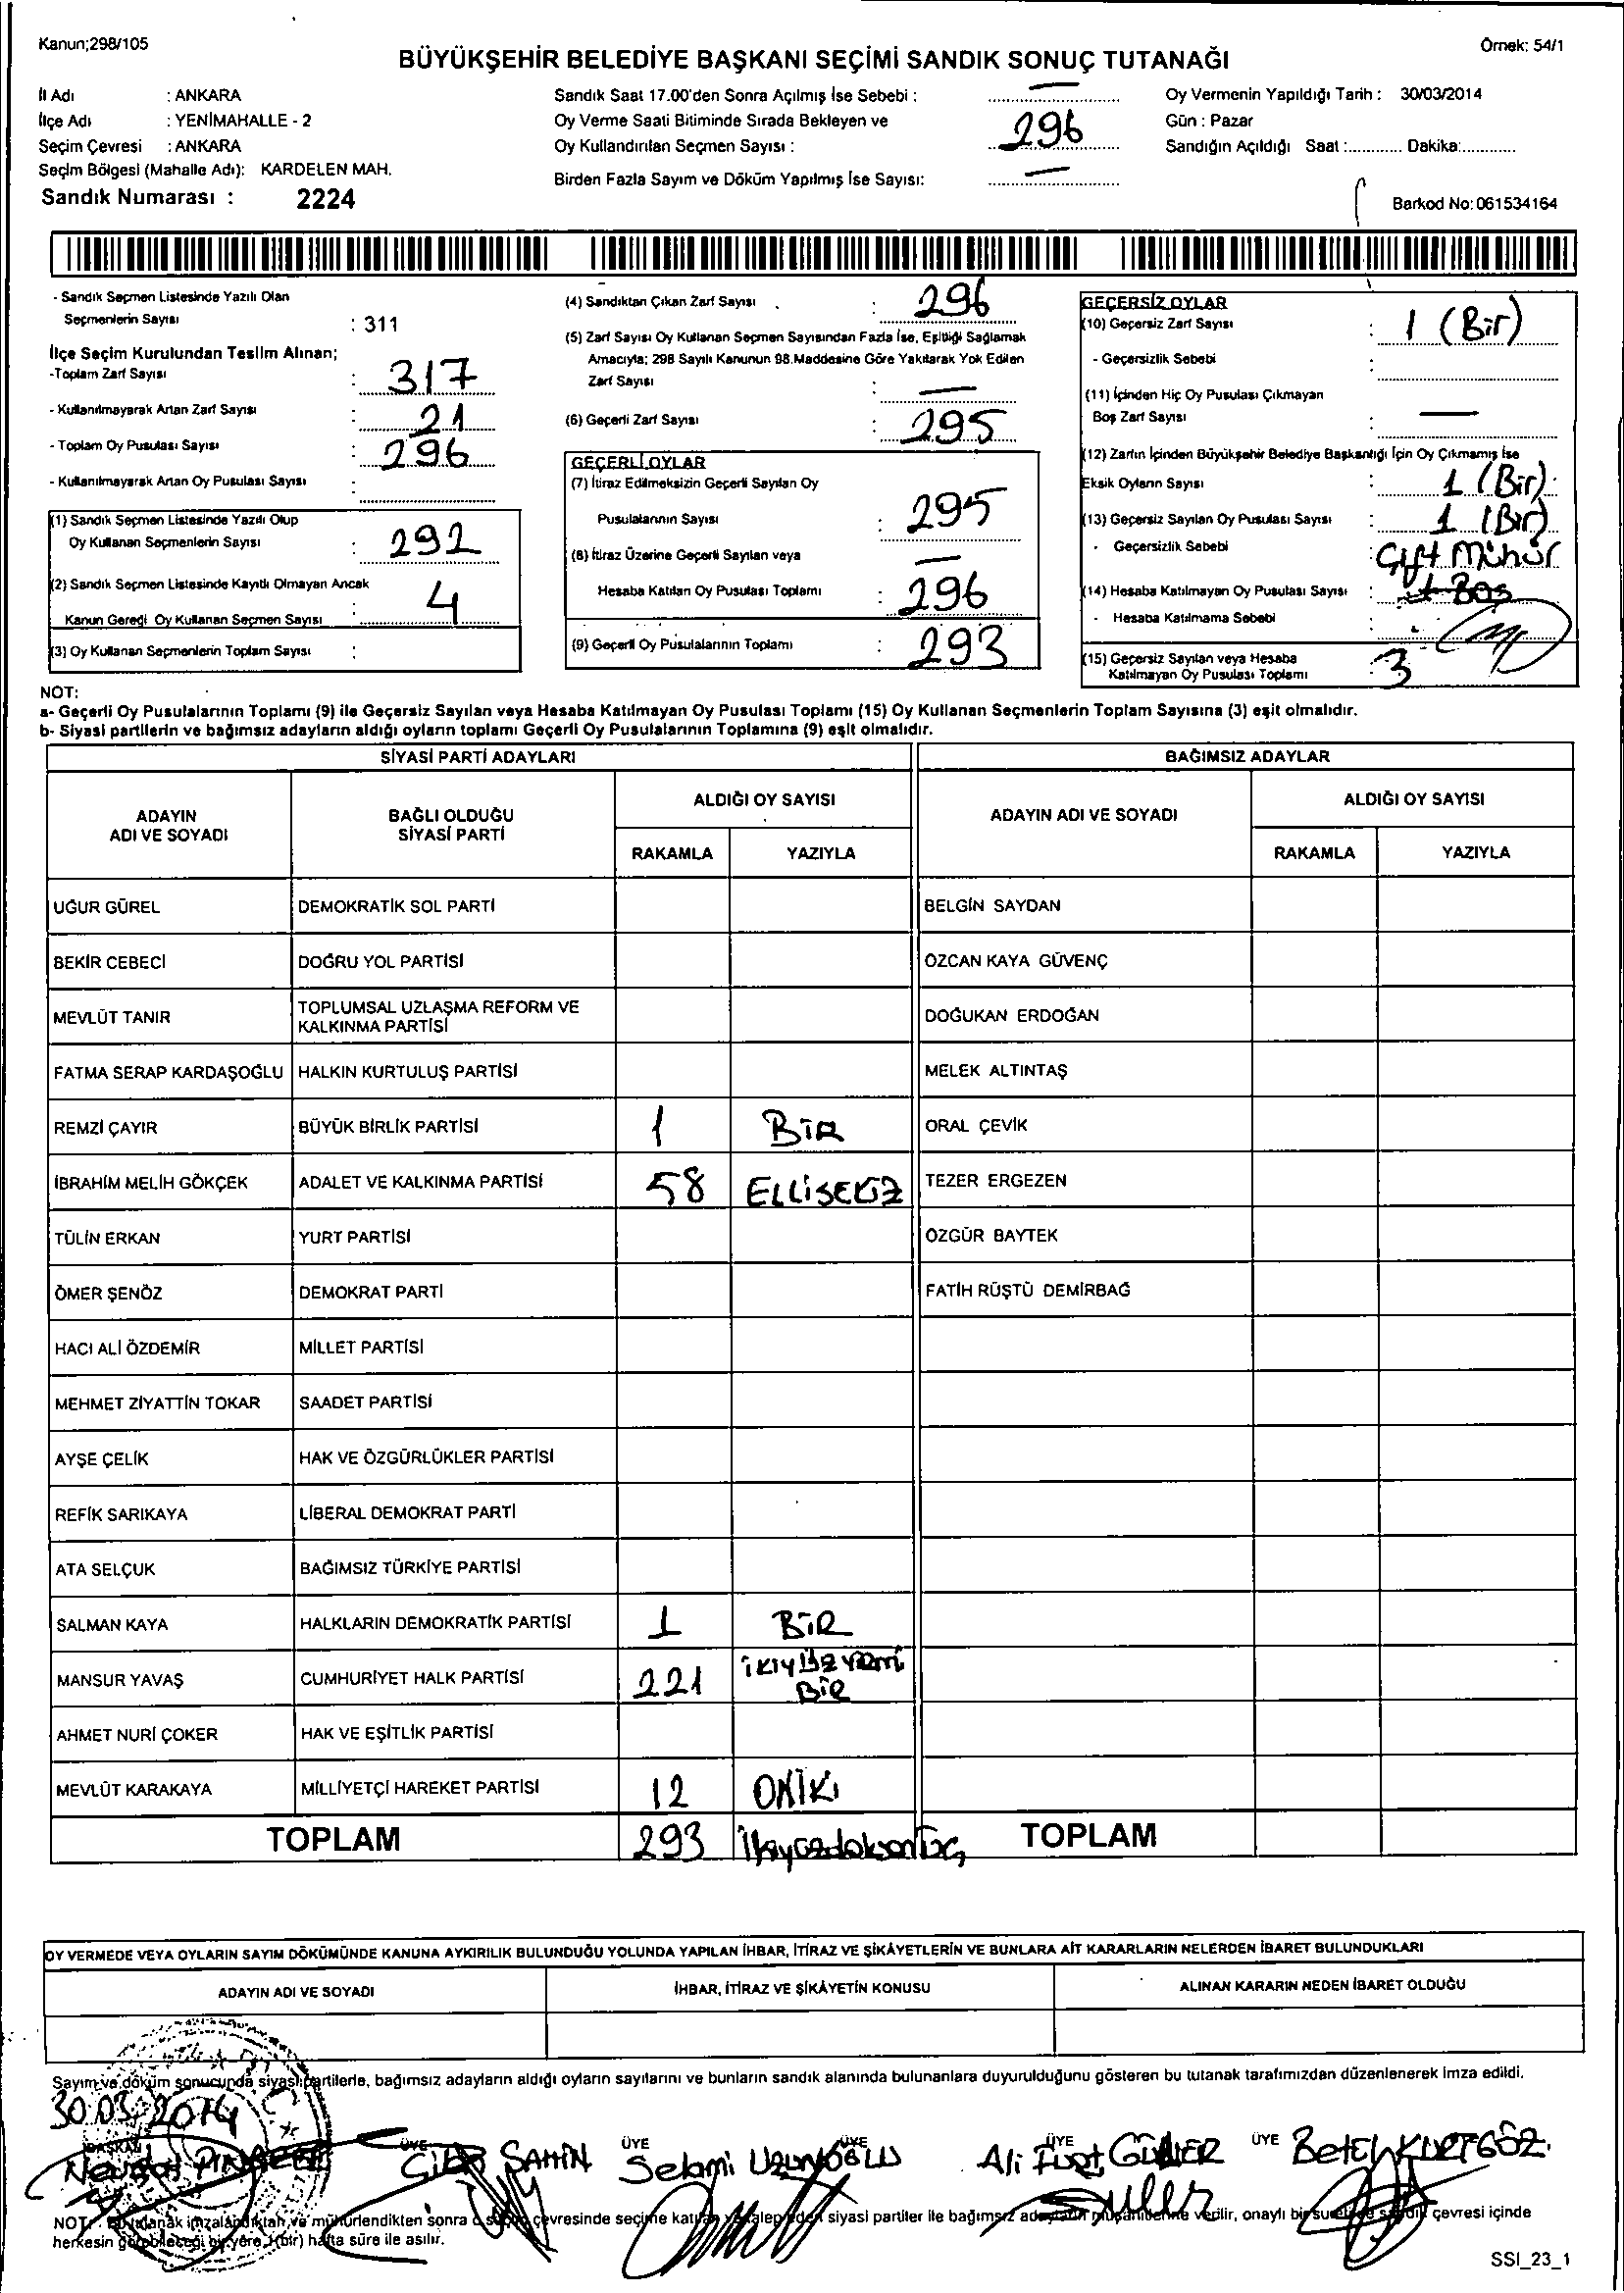 Kanun;298/105
Örnek: 54/1
BÜYÜKŞEHİR BELEDİYE BAŞKANI SEÇİMİ SANDIK SONUÇ TUTANAĞI
İl Adı : ANKARA
İlçe Adı : YENİMAHALLE - 2
Seçim Çevresi : ANKARA
Seçim Bölgesi (Mahalle Adı): KARDELEN MAH.
Sandık Numarası : 2224
Sandık Saat 17.00'den Sonra Açılmış İse Sebebi : —
Oy Verme Saati Bitiminde Sırada Bekleyen ve
Oy Kullandırılan Seçmen Sayısı : 296
Birden Fazla Sayım ve Döküm Yapılmış İse Sayısı: —
Oy Vermenin Yapıldığı Tarih : 30/03/2014
Gün : Pazar
Sandığın Açıldığı Saat :............ Dakika:............
Barkod No: 061534164
- Sandık Seçmen Listesinde Yazılı Olan
Seçmenlerin Sayısı : 311
İlçe Seçim Kurulundan Teslim Alınan;
-Toplam Zarf Sayısı : 317
- Kullanılmayarak Artan Zarf Sayısı : 21
- Toplam Oy Pusulası Sayısı : 296
- Kullanılmayarak Artan Oy Pusulası Sayısı :
(1) Sandık Seçmen Listesinde Yazılı Olup
Oy Kullanan Seçmenlerin Sayısı : 292
(2) Sandık Seçmen Listesinde Kayıtlı Olmayan Ancak
Kanun Gereği Oy Kullanan Seçmen Sayısı : 4
(3) Oy Kullanan Seçmenlerin Toplam Sayısı :
(4) Sandıktan Çıkan Zarf Sayısı : 296
(5) Zarf Sayısı Oy Kullanan Seçmen Sayısından Fazla İse, Eşitliği Sağlamak
Amacıyla; 298 Sayılı Kanunun 98.Maddesine Göre Yakılarak Yok Edilen
Zarf Sayısı : —
(6) Geçerli Zarf Sayısı : 295
GEÇERLİ OYLAR
(7) İtiraz Edilmeksizin Geçerli Sayılan Oy
Pusulalarının Sayısı : 295
(8) İtiraz Üzerine Geçerli Sayılan veya —
Hesaba Katılan Oy Pusulası Toplamı : 296
(9) Geçerli Oy Pusulalarının Toplamı : 293
GEÇERSİZ OYLAR
(10) Geçersiz Zarf Sayısı : 1 (Bir)
- Geçersizlik Sebebi :
(11) İçinden Hiç Oy Pusulası Çıkmayan
Boş Zarf Sayısı : —
(12) Zarfın İçinden Büyükşehir Belediye Başkanlığı İçin Oy Çıkmamış İse
Eksik Oyların Sayısı : 1 (Bir)
(13) Geçersiz Sayılan Oy Pusulası Sayısı : 1 (Bir)
- Geçersizlik Sebebi : Çift Mühür
(14) Hesaba Katılmayan Oy Pusulası Sayısı : + Boş
- Hesaba Katılmama Sebebi :
(15) Geçersiz Sayılan veya Hesaba
Katılmayan Oy Pusulası Toplamı : 3
NOT:
a- Geçerli Oy Pusulalarının Toplamı (9) ile Geçersiz Sayılan veya Hesaba Katılmayan Oy Pusulası Toplamı (15) Oy Kullanan Seçmenlerin Toplam Sayısına (3) eşit olmalıdır.
b- Siyasi partilerin ve bağımsız adayların aldığı oyların toplamı Geçerli Oy Pusulalarının Toplamına (9) eşit olmalıdır.
SİYASİ PARTİ ADAYLARI BAĞIMSIZ ADAYLAR
ADAYIN ADI VE SOYADI BAĞLI OLDUĞU SİYASİ PARTİ ALDIĞI OY SAYISI ADAYIN ADI VE SOYADI ALDIĞI OY SAYISI
RAKAMLA YAZIYLA RAKAMLA YAZIYLA
UĞUR GÜREL DEMOKRATİK SOL PARTİ BELGİN SAYDAN
BEKİR CEBECİ DOĞRU YOL PARTİSİ ÖZCAN KAYA GÜVENÇ
MEVLÜT TANIR TOPLUMSAL UZLAŞMA REFORM VE KALKINMA PARTİSİ DOĞUKAN ERDOĞAN
FATMA SERAP KARDAŞOĞLU HALKIN KURTULUŞ PARTİSİ MELEK ALTINTAŞ
REMZİ ÇAYIR BÜYÜK BİRLİK PARTİSİ 1 BİR ORAL ÇEVİK
İBRAHİM MELİH GÖKÇEK ADALET VE KALKINMA PARTİSİ 58 ELLİSEKİZ TEZER ERGEZEN
TÜLİN ERKAN YURT PARTİSİ ÖZGÜR BAYTEK
ÖMER ŞENÖZ DEMOKRAT PARTİ FATİH RÜŞTÜ DEMİRBAĞ
HACI ALİ ÖZDEMİR MİLLET PARTİSİ
MEHMET ZİYATTİN TOKAR SAADET PARTİSİ
AYŞE ÇELİK HAK VE ÖZGÜRLÜKLER PARTİSİ
REFİK SARIKAYA LİBERAL DEMOKRAT PARTİ
ATA SELÇUK BAĞIMSIZ TÜRKİYE PARTİSİ
SALMAN KAYA HALKLARIN DEMOKRATİK PARTİSİ 1 BİR
MANSUR YAVAŞ CUMHURİYET HALK PARTİSİ 221 İKİYÜZ YİRMİ BİR
AHMET NURİ ÇOKER HAK VE EŞİTLİK PARTİSİ
MEVLÜT KARAKAYA MİLLİYETÇİ HAREKET PARTİSİ 12 ONİKİ
TOPLAM 293 İkiyüzdoksanüç TOPLAM
OY VERMEDE VEYA OYLARIN SAYIM DÖKÜMÜNDE KANUNA AYKIRILIK BULUNDUĞU YOLUNDA YAPILAN İHBAR, İTİRAZ VE ŞİKÂYETLERİN VE BUNLARA AİT KARARLARIN NELERDEN İBARET BULUNDUKLARI
ADAYIN ADI VE SOYADI İHBAR, İTİRAZ VE ŞİKÂYETİN KONUSU ALINAN KARARIN NEDEN İBARET OLDUĞU
Sayım ve döküm sonucunda siyasi partilerle, bağımsız adayların aldığı oyların sayılarını ve bunların sandık alanında bulunanlara duyurulduğunu gösteren bu tutanak tarafımızdan düzenlenerek imza edildi.
30.03.2014
BAŞKAN ÜYE ÜYE ÜYE ÜYE ÜYE
ŞAHİN Selami UZUNOĞLU Ali Fuat GÜLLER Betül KURTGÖZ
NOT: Bu tutanak imzalandıktan ve mühürlendikten sonra çevresinde seçime katılan ve talep eden siyasi partiler ile bağımsız adayların müşahitlerine verilir, onaylı bir sureti de sandık çevresi içinde
herkesin görebileceği bir yere 1(bir) hafta süre ile asılır.
SSI_23_1